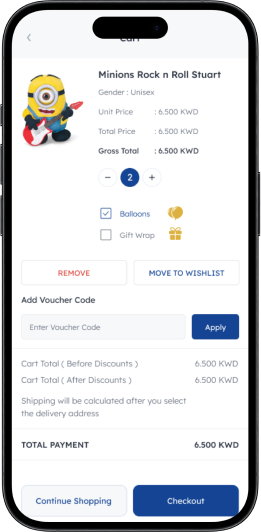 Cart
Minions Rock n Roll Stuart
Gender : Unisex
Unit Price : 6.500 KWD
Total Price : 6.500 KWD
Gross Total : 6.500 KWD
− 2 +
Balloons
Gift Wrap
REMOVE MOVE TO WISHLIST
Add Voucher Code
Enter Voucher Code Apply
Cart Total ( Before Discounts ) 6.500 KWD
Cart Total ( After Discounts ) 6.500 KWD
Shipping will be calculated after you select
the delivery address
TOTAL PAYMENT 6.500 KWD
Continue Shopping Checkout